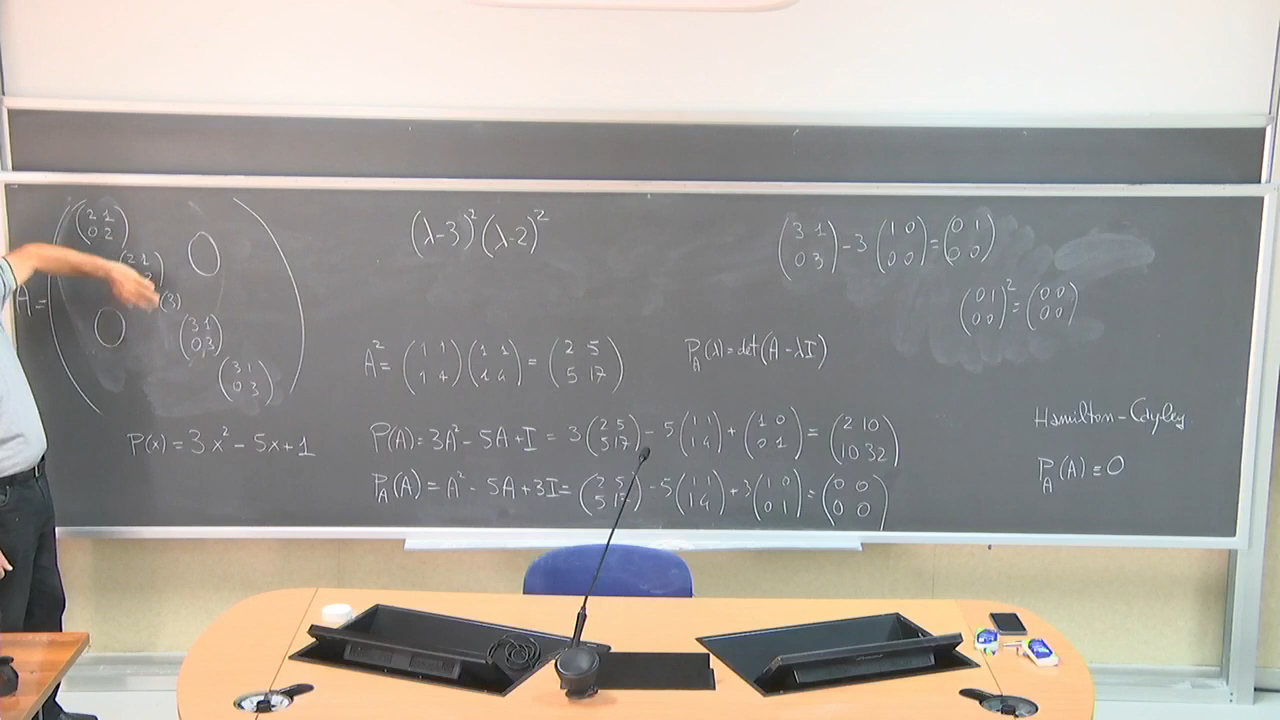 A = ( (2 1 / 0 2) (2 1 (3) (3 1 / 0 3) (3 1 / 0 3) 0 0 )
(λ-3)² (λ-2)²
(3 1 / 0 3) - 3 (1 0 / 0 0) = (0 1 / 0 0)
(0 1 / 0 0)² = (0 0 / 0 0)
A² = (1 1 / 1 4) (1 1 / 1 4) = (2 5 / 5 17)
P_A(λ) = det(A - λI)
P(x) = 3x² - 5x + 1
P(A) = 3A² - 5A + I = 3 (2 5 / 5 17) - 5 (1 1 / 1 4) + (1 0 / 0 1) = (2 10 / 10 32)
P_A(A) = A² - 5A + 3I = (2 5 / 5 17) - 5 (1 1 / 1 4) + 3 (1 0 / 0 1) = (0 0 / 0 0)
Hamilton-Cayley
P_A(A) = 0